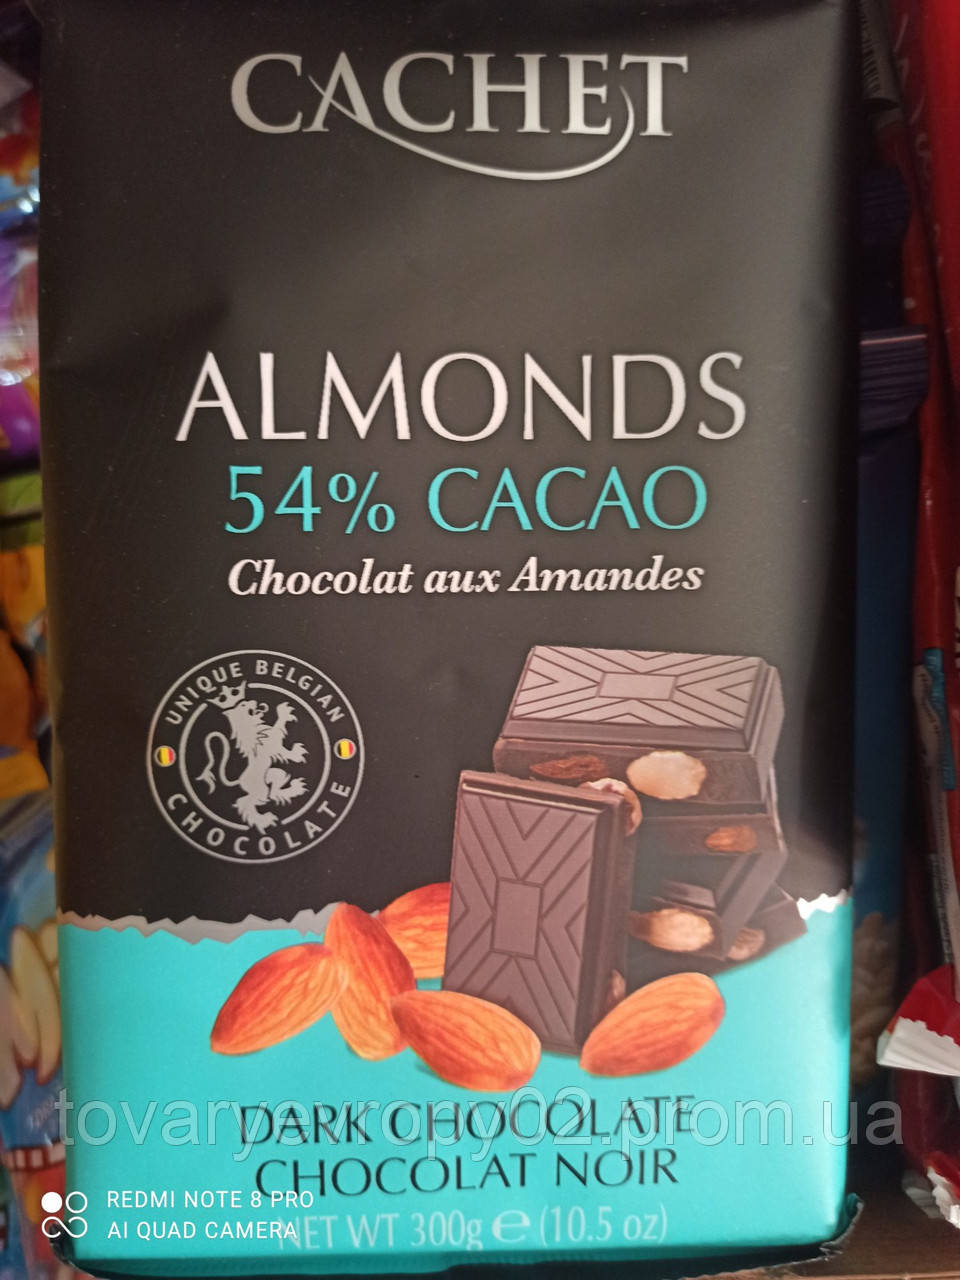 CACHET
ALMONDS
54% CACAO
Chocolat aux Amandes
UNIQUE BELGIAN
CHOCOLATE
DARK CHOCOLATE
CHOCOLAT NOIR
NET WT 300g ℮ (10.5 oz)
tovaryevropy02.prom.ua
REDMI NOTE 8 PRO
AI QUAD CAMERA